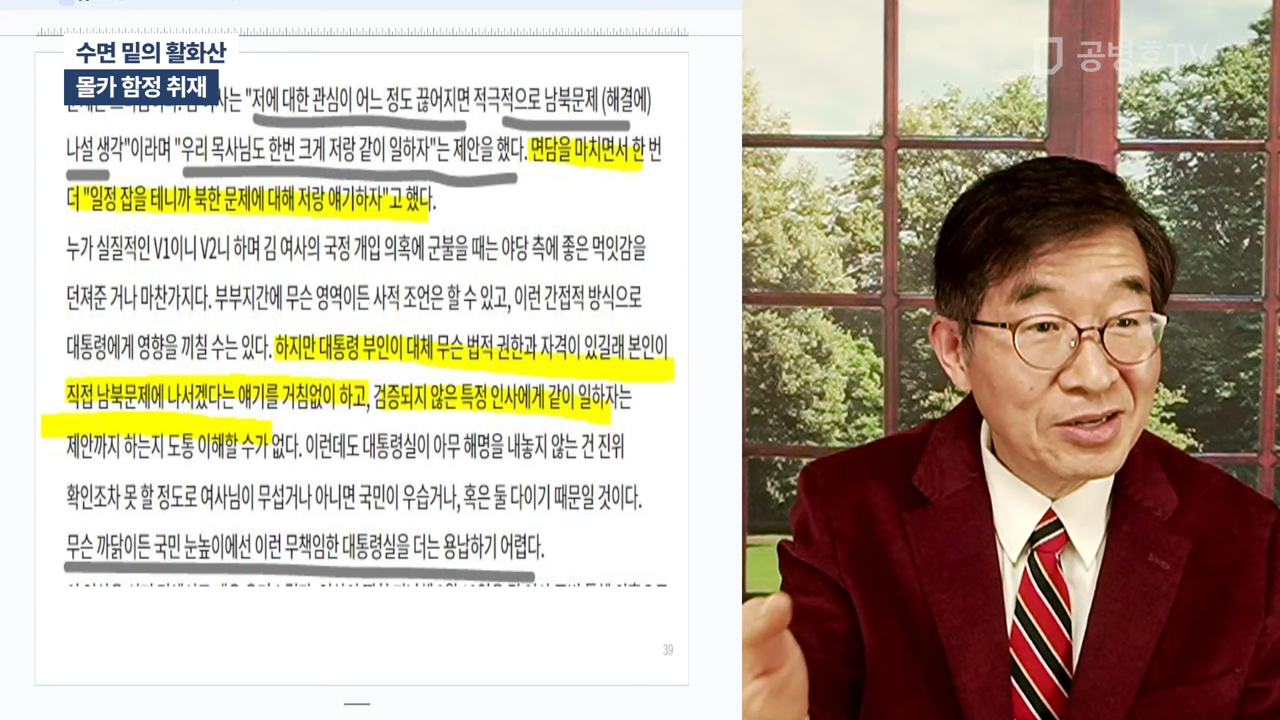 수면 밑의 활화산
몰카 함정 취재
공병호TV
"저에 대한 관심이 어느 정도 끊어지면 적극적으로 남북문제 (해결에)
나설 생각"이라며 "우리 목사님도 한번 크게 저랑 같이 일하자"는 제안을 했다. 면담을 마치면서 한 번
더 "일정 잡을 테니까 북한 문제에 대해 저랑 얘기하자"고 했다.
누가 실질적인 V1이니 V2니 하며 김 여사의 국정 개입 의혹에 군불을 때는 야당 측에 좋은 먹잇감을
던져준 거나 마찬가지다. 부부지간에 무슨 영역이든 사적 조언은 할 수 있고, 이런 간접적 방식으로
대통령에게 영향을 끼칠 수는 있다. 하지만 대통령 부인이 대체 무슨 법적 권한과 자격이 있길래 본인이
직접 남북문제에 나서겠다는 얘기를 거침없이 하고, 검증되지 않은 특정 인사에게 같이 일하자는
제안까지 하는지 도통 이해할 수가 없다. 이런데도 대통령실이 아무 해명을 내놓지 않는 건 진위
확인조차 못 할 정도로 여사님이 무섭거나 아니면 국민이 우습거나, 혹은 둘 다이기 때문일 것이다.
무슨 까닭이든 국민 눈높이에선 이런 무책임한 대통령실을 더는 용납하기 어렵다.
39